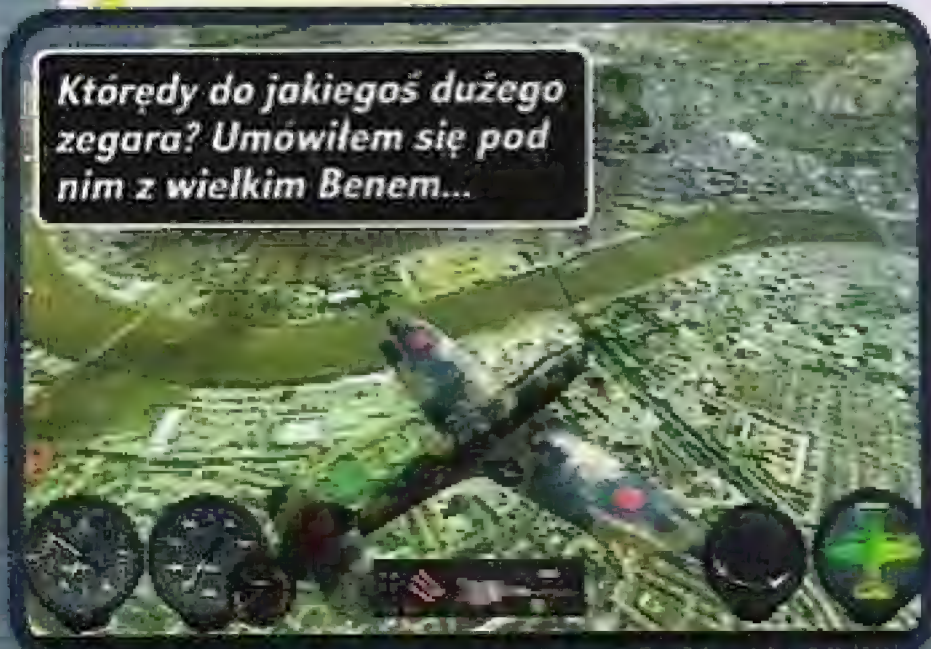 Którędy do jakiegoś dużego
zegara? Umówiłem się pod
nim z wielkim Benem...